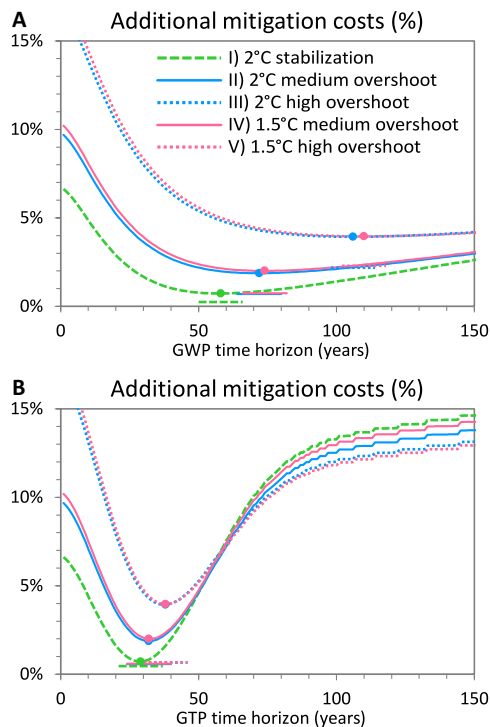 A Additional mitigation costs (%)
15%
I) 2°C stabilization
II) 2°C medium overshoot
III) 2°C high overshoot
10%
IV) 1.5°C medium overshoot
V) 1.5°C high overshoot
5%
0%
0 50 100 150
GWP time horizon (years)
B Additional mitigation costs (%)
15%
10%
5%
0%
0 50 100 150
GTP time horizon (years)